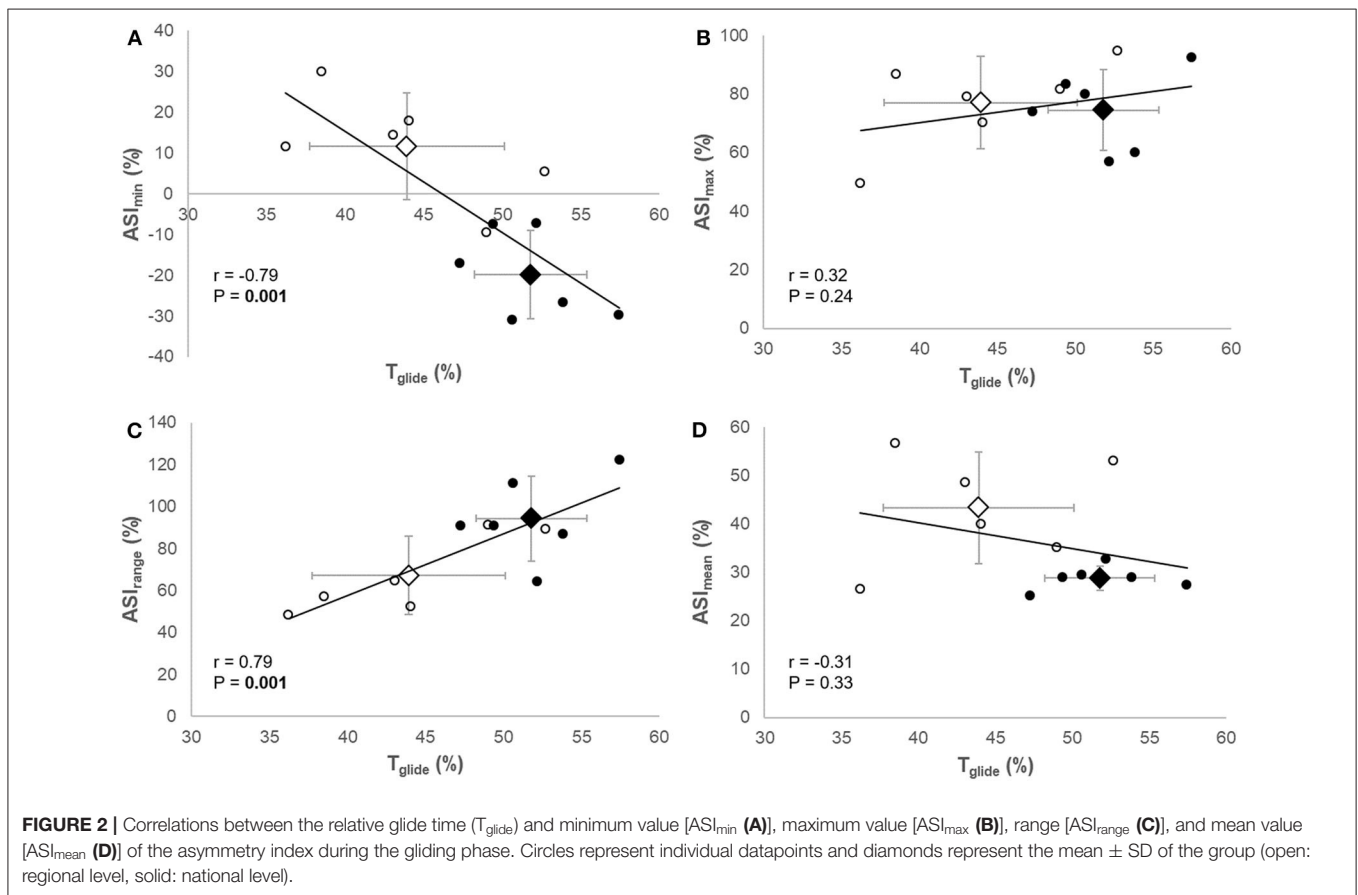 A
B
40
30
20
10
0
-10
-20
-30
-40
30 35 40 45 50 55 60
ASImin (%)
Tglide (%)
r = -0.79
P = 0.001
100
80
60
40
20
0
30 35 40 45 50 55 60
ASImax (%)
Tglide (%)
r = 0.32
P = 0.24
C
D
140
120
100
80
60
40
20
0
30 35 40 45 50 55 60
ASIrange (%)
Tglide (%)
r = 0.79
P = 0.001
60
50
40
30
20
10
0
30 35 40 45 50 55 60
ASImean (%)
Tglide (%)
r = -0.31
P = 0.33
FIGURE 2 | Correlations between the relative glide time (Tglide) and minimum value [ASImin (A)], maximum value [ASImax (B)], range [ASIrange (C)], and mean value
[ASImean (D)] of the asymmetry index during the gliding phase. Circles represent individual datapoints and diamonds represent the mean ± SD of the group (open:
regional level, solid: national level).